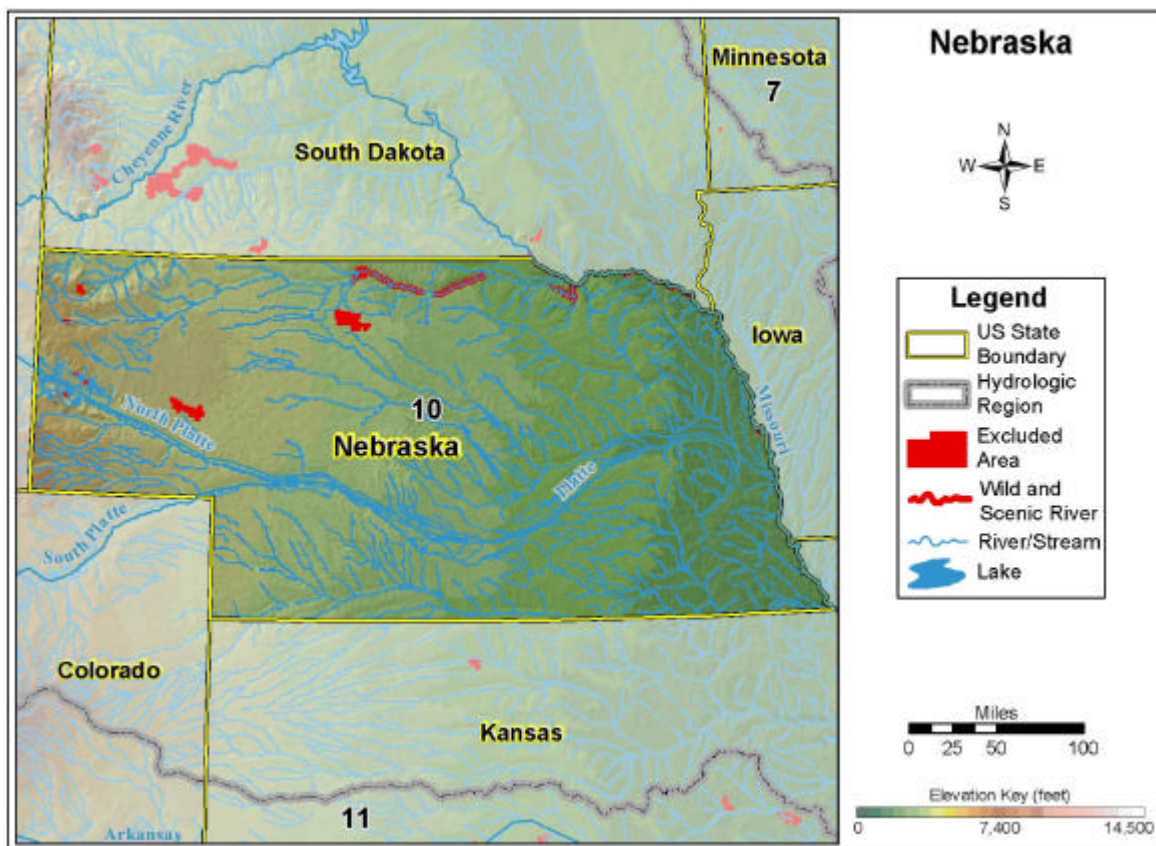 Nebraska
Minnesota
7
Cheyenne River
South Dakota
N
W E
S
Legend
US State
Boundary
Hydrologic
Region
Excluded
Area
Wild and
Scenic River
River/Stream
Lake
Iowa
Missouri
10
North Platte
Nebraska
Platte
South Platte
Colorado
Kansas
11
Arkansas
Miles
0 25 50 100
Elevation Key (feet)
0 7,400 14,500